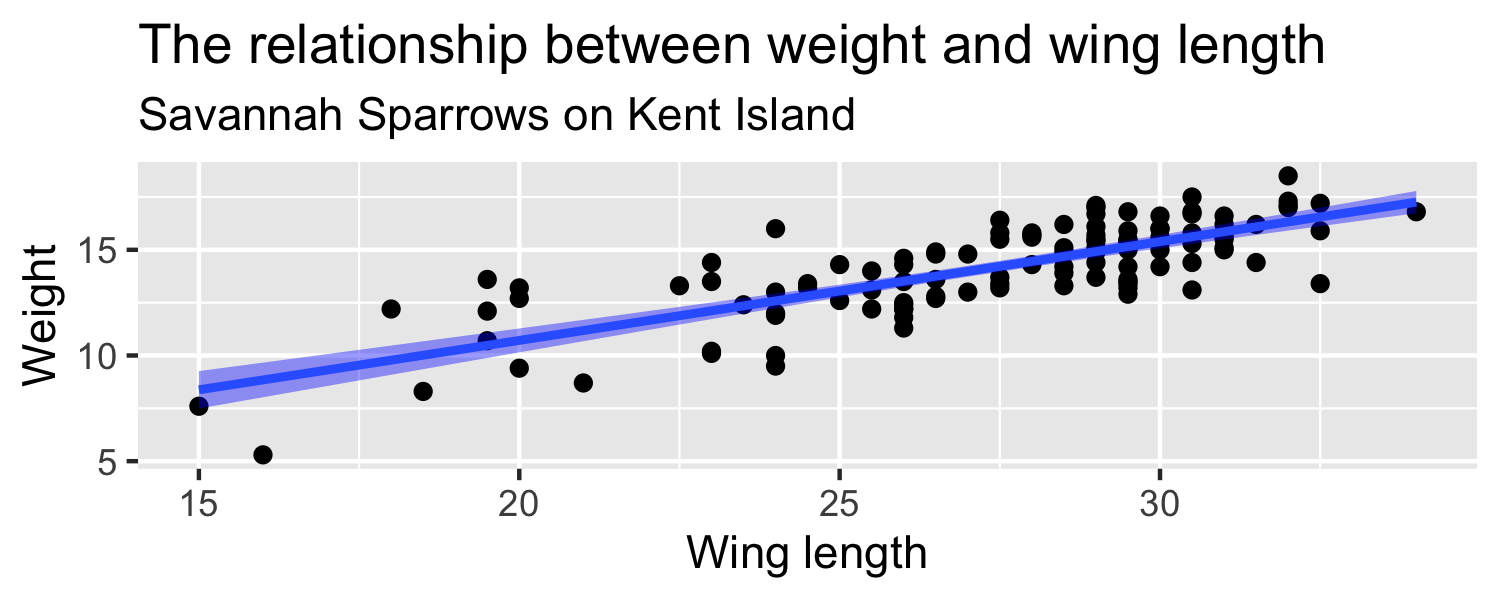 The relationship between weight and wing length
Savannah Sparrows on Kent Island
Weight
15
10
5
15 20 25 30
Wing length